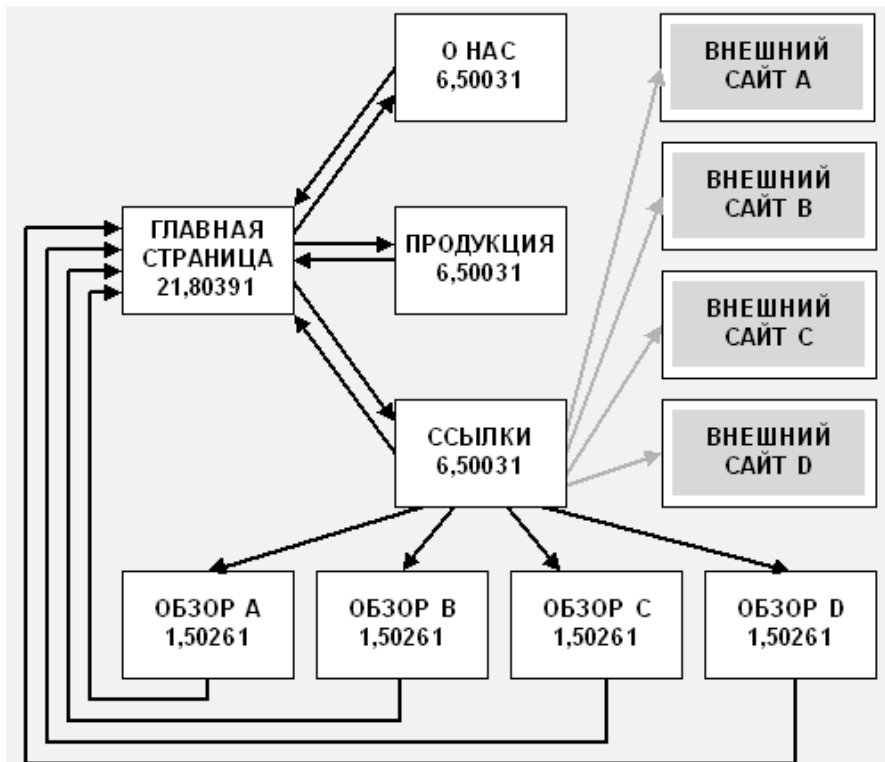 О НАС
6,50031
ВНЕШНИЙ
САЙТ A
ВНЕШНИЙ
САЙТ B
ГЛАВНАЯ
СТРАНИЦА
21,80391
ПРОДУКЦИЯ
6,50031
ВНЕШНИЙ
САЙТ C
ССЫЛКИ
6,50031
ВНЕШНИЙ
САЙТ D
ОБЗОР A
1,50261
ОБЗОР B
1,50261
ОБЗОР C
1,50261
ОБЗОР D
1,50261